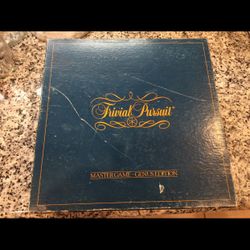 Trivial Pursuit
MASTER GAME - GENUS EDITION